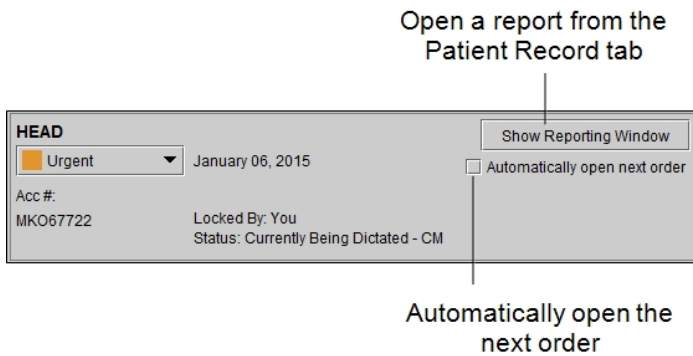 Open a report from the
Patient Record tab
HEAD
Show Reporting Window
Urgent
January 06, 2015
Automatically open next order
Acc #:
MKO67722
Locked By: You
Status: Currently Being Dictated - CM
Automatically open the
next order